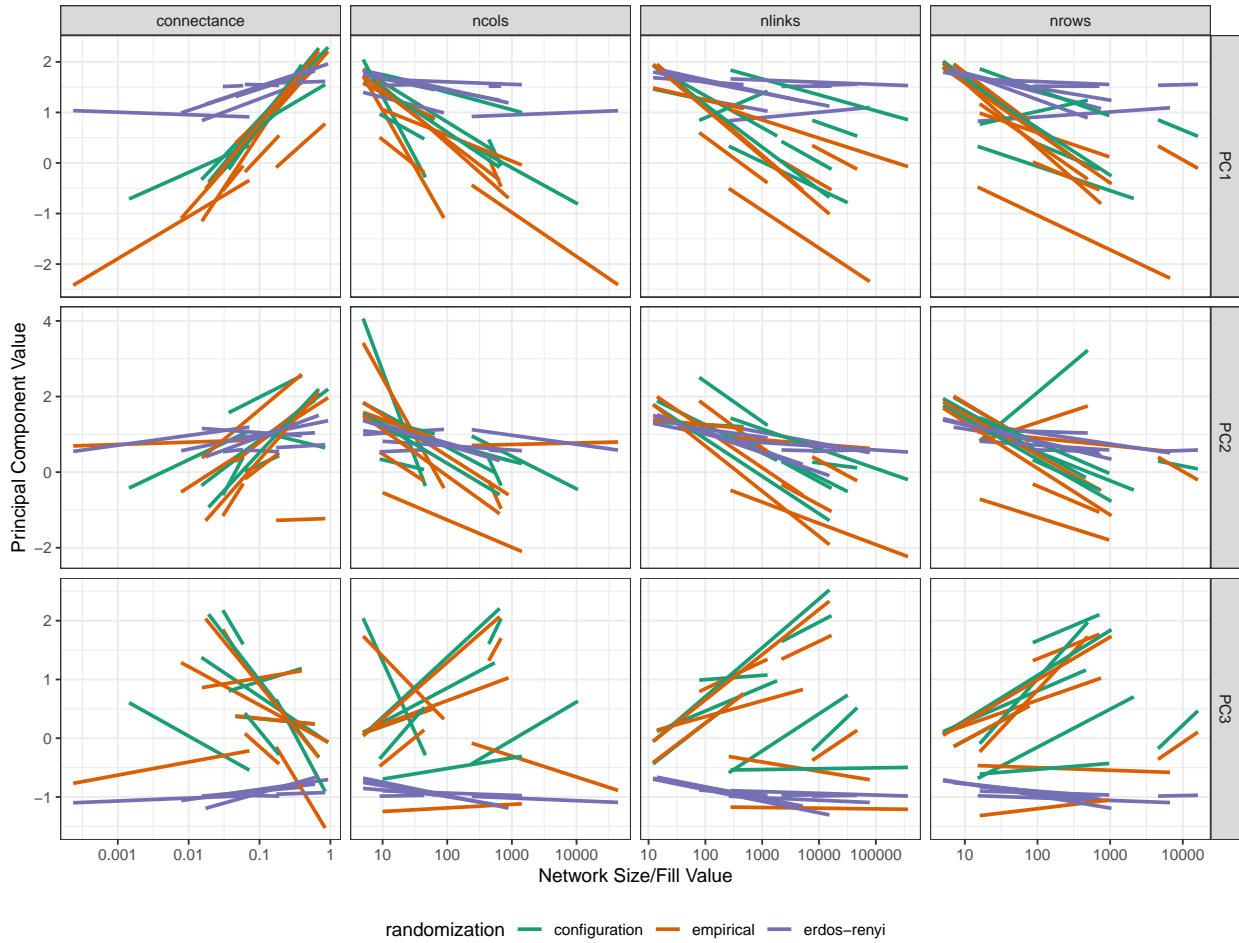 connectance ncols nlinks nrows
2
1
0
−1
−2
PC1
4
2
0
−2
PC2
2
1
0
−1
PC3
Principal Component Value
0.001 0.01 0.1 1 10 100 1000 10000 10 100 1000 10000 100000 10 100 1000 10000
Network Size/Fill Value
randomization configuration empirical erdos−renyi